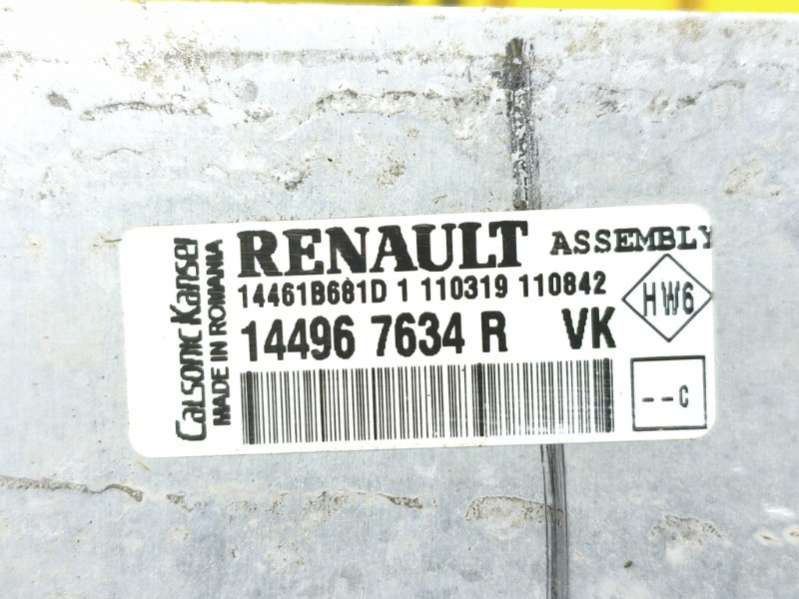 Calsonic Kansei
MADE IN ROMANIA
RENAULT ASSEMBLY
14461B681D 1 110319 110842
14496 7634 R VK
HW6
--C